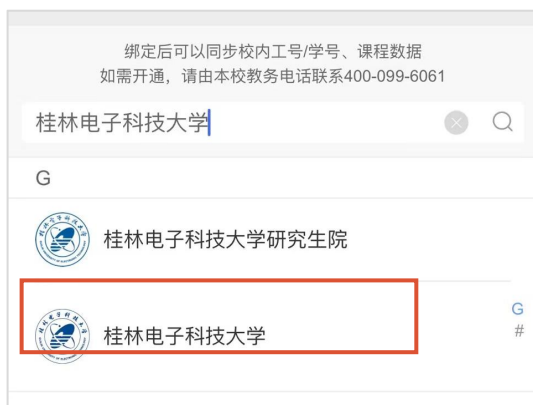 绑定后可以同步校内工号/学号、课程数据
如需开通，请由本校教务电话联系400-099-6061
桂林电子科技大学
G
桂林电子科技大学研究生院
桂林电子科技大学
G
#